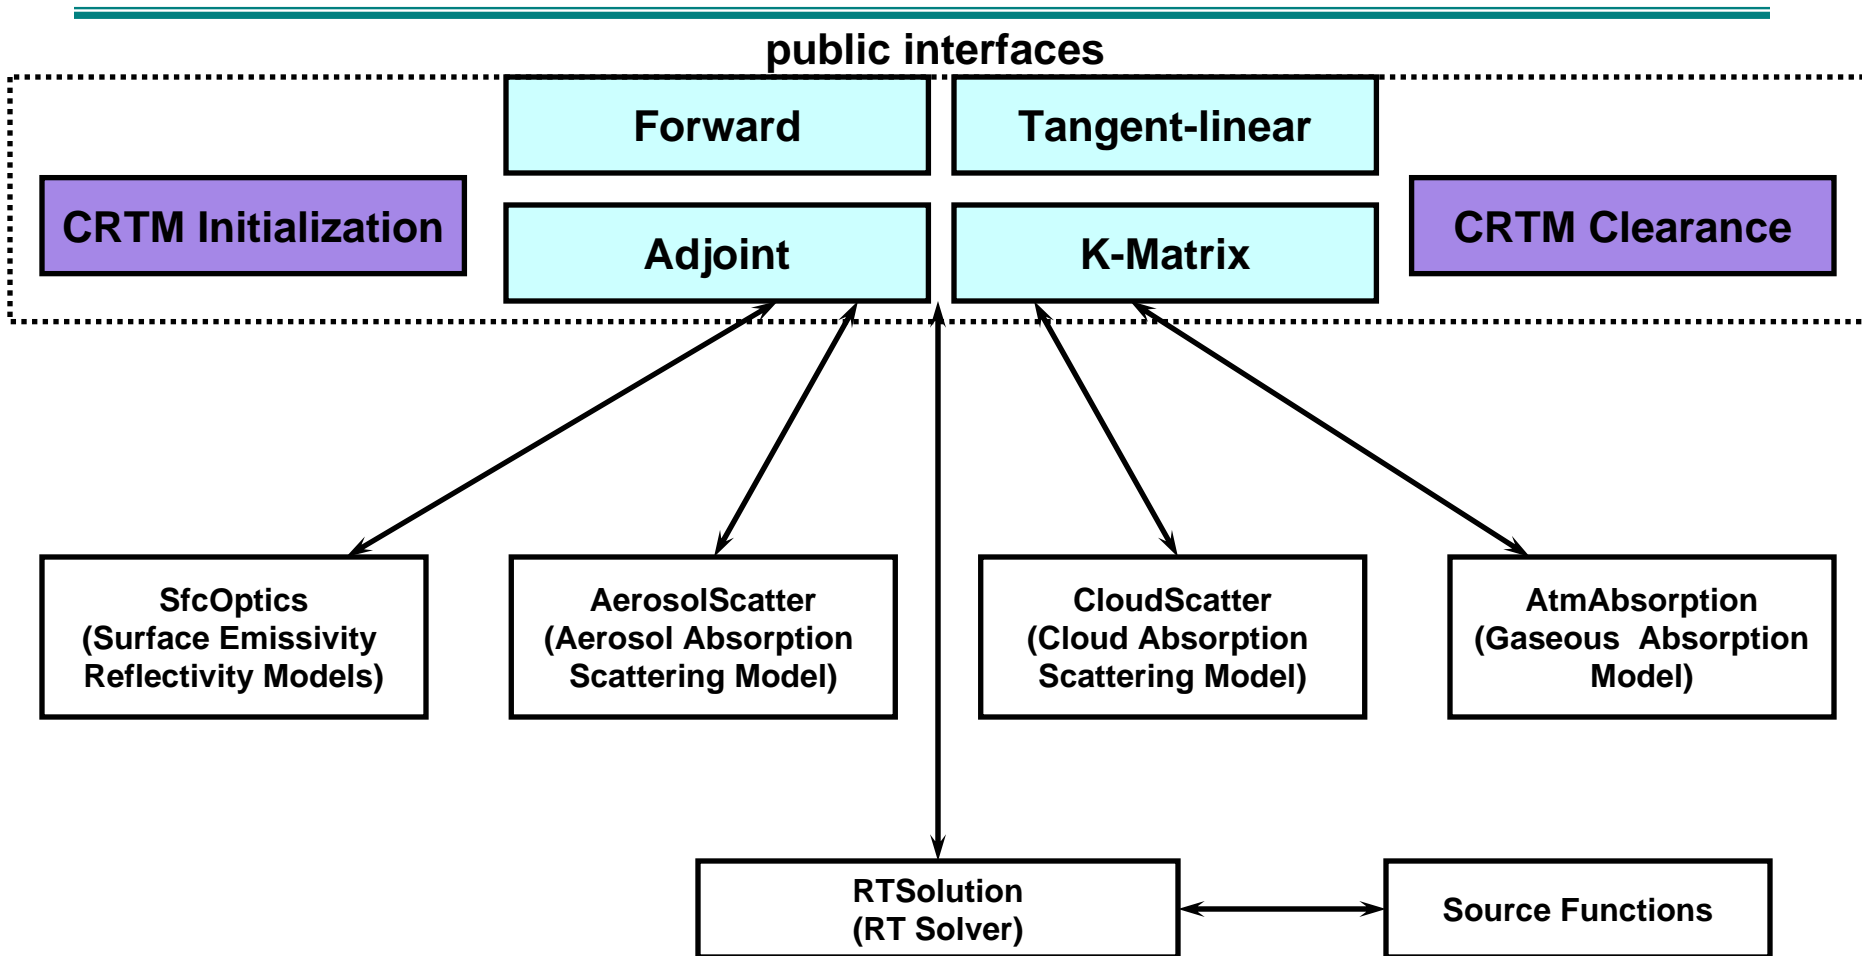 public interfaces
Forward
Tangent-linear
CRTM Initialization
CRTM Clearance
Adjoint
K-Matrix
SfcOptics
(Surface Emissivity
Reflectivity Models)
AerosolScatter
(Aerosol Absorption
Scattering Model)
CloudScatter
(Cloud Absorption
Scattering Model)
AtmAbsorption
(Gaseous Absorption
Model)
RTSolution
(RT Solver)
Source Functions